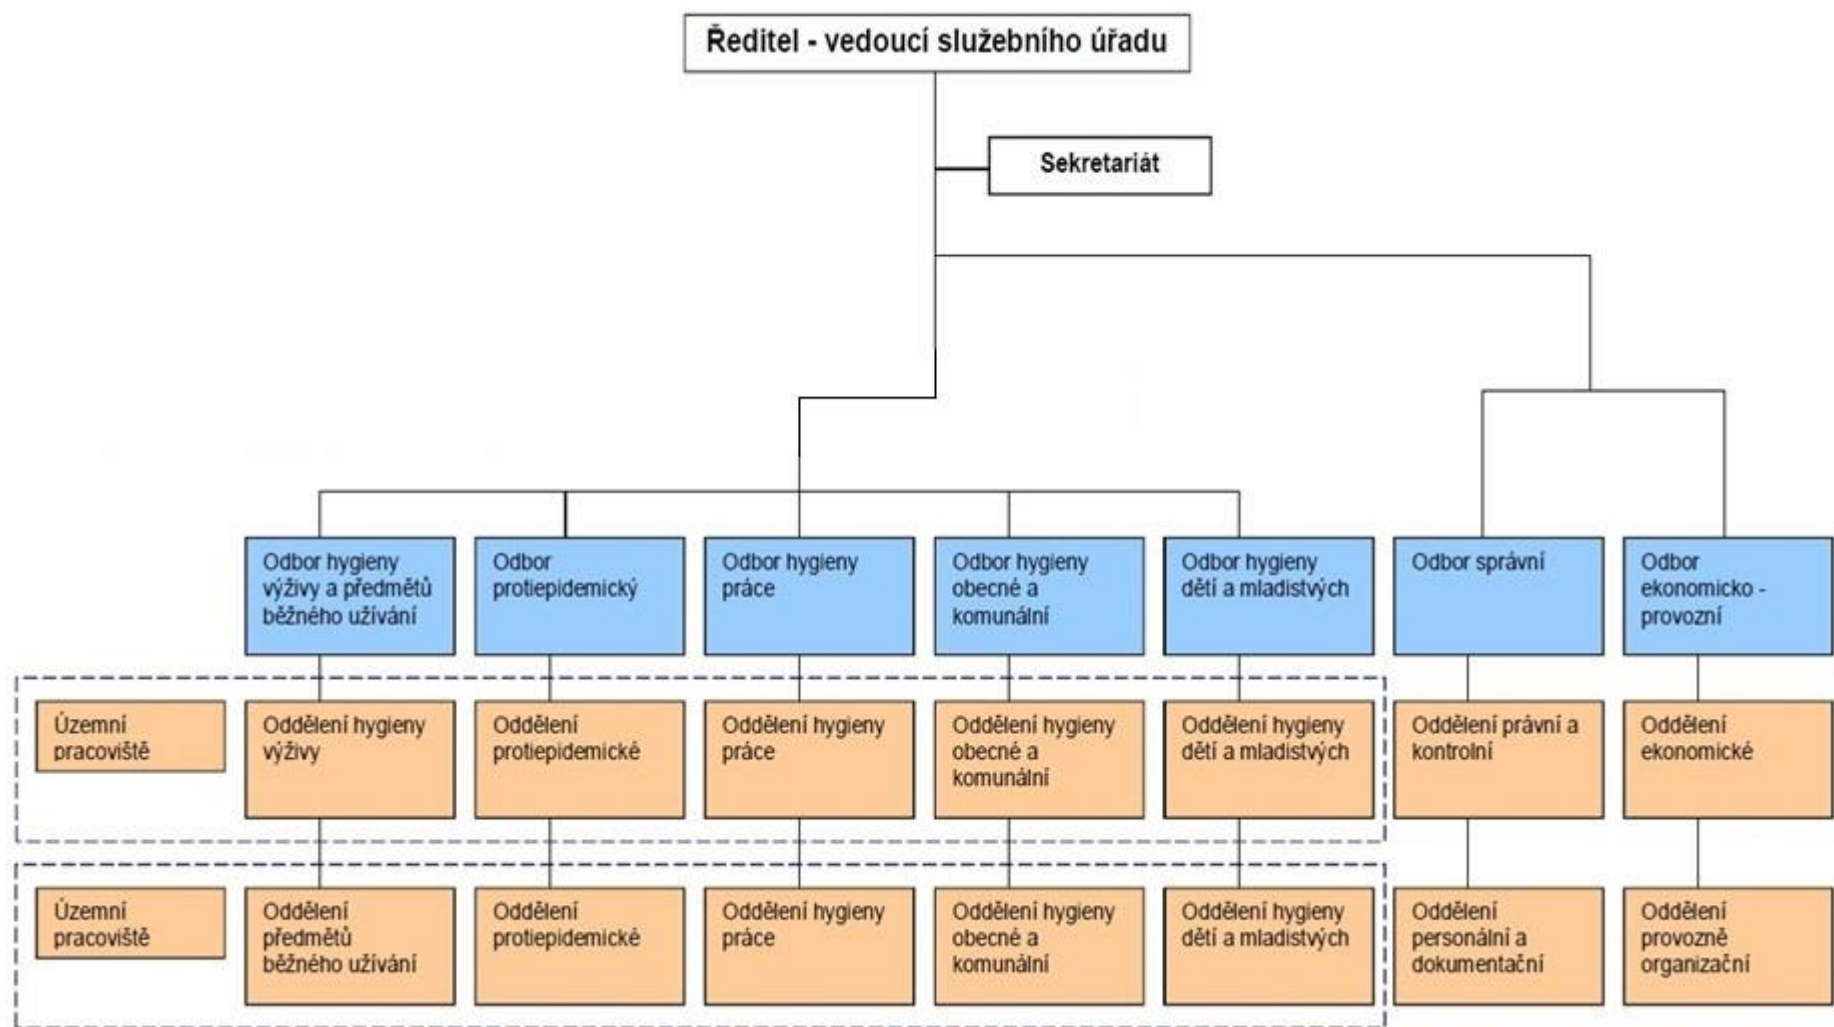 Ředitel - vedoucí služebního úřadu
Sekretariát
Odbor hygieny
výživy a předmětů
běžného užívání
Odbor
protiepidemický
Odbor hygieny
práce
Odbor hygieny
obecné a
komunální
Odbor hygieny
dětí a mladistvých
Odbor správní
Odbor
ekonomicko -
provozní
Územní
pracoviště
Oddělení hygieny
výživy
Oddělení
protiepidemické
Oddělení hygieny
práce
Oddělení hygieny
obecné a
komunální
Oddělení hygieny
dětí a mladistvých
Oddělení právní a
kontrolní
Oddělení
ekonomické
Územní
pracoviště
Oddělení
předmětů
běžného užívání
Oddělení
protiepidemické
Oddělení hygieny
práce
Oddělení hygieny
obecné a
komunální
Oddělení hygieny
dětí a mladistvých
Oddělení
personální a
dokumentační
Oddělení
provozně
organizační